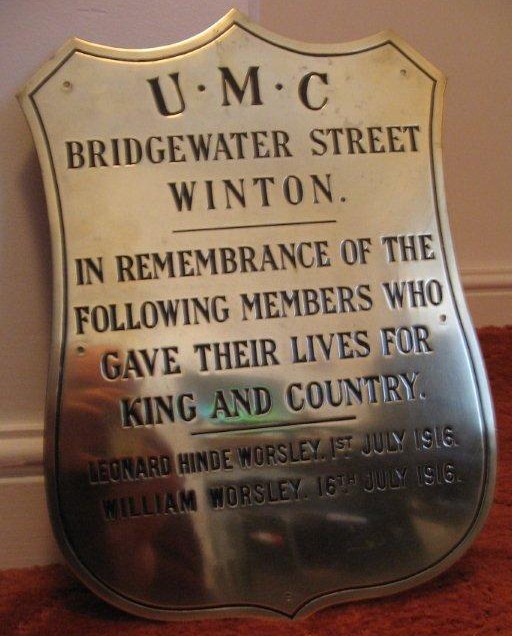 U·M·C
BRIDGEWATER STREET
WINTON.
IN REMEMBRANCE OF THE
FOLLOWING MEMBERS WHO
GAVE THEIR LIVES FOR
KING AND COUNTRY.
LEONARD HINDE WORSLEY. 1ST JULY 1916.
WILLIAM WORSLEY. 16TH JULY 1916.